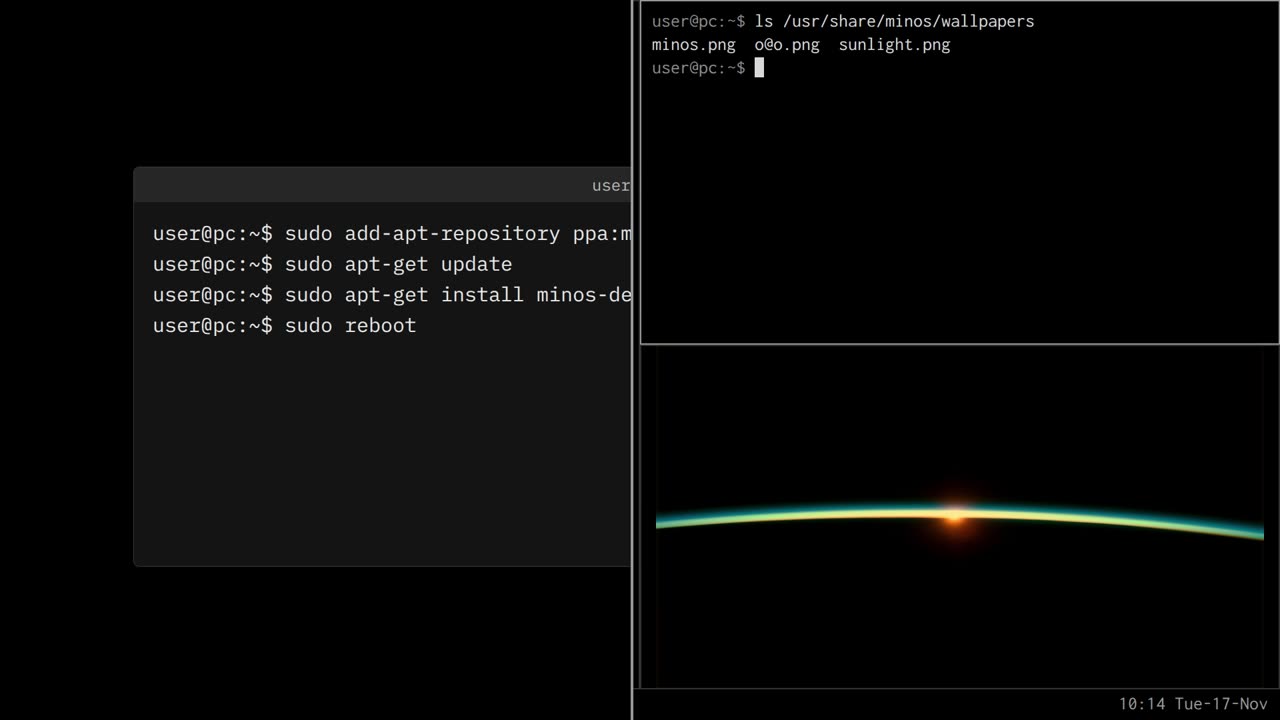 user
user@pc:~$ sudo add-apt-repository ppa:m
user@pc:~$ sudo apt-get update
user@pc:~$ sudo apt-get install minos-de
user@pc:~$ sudo reboot
user@pc:~$ ls /usr/share/minos/wallpapers
minos.png o@o.png sunlight.png
user@pc:~$
10:14 Tue-17-Nov